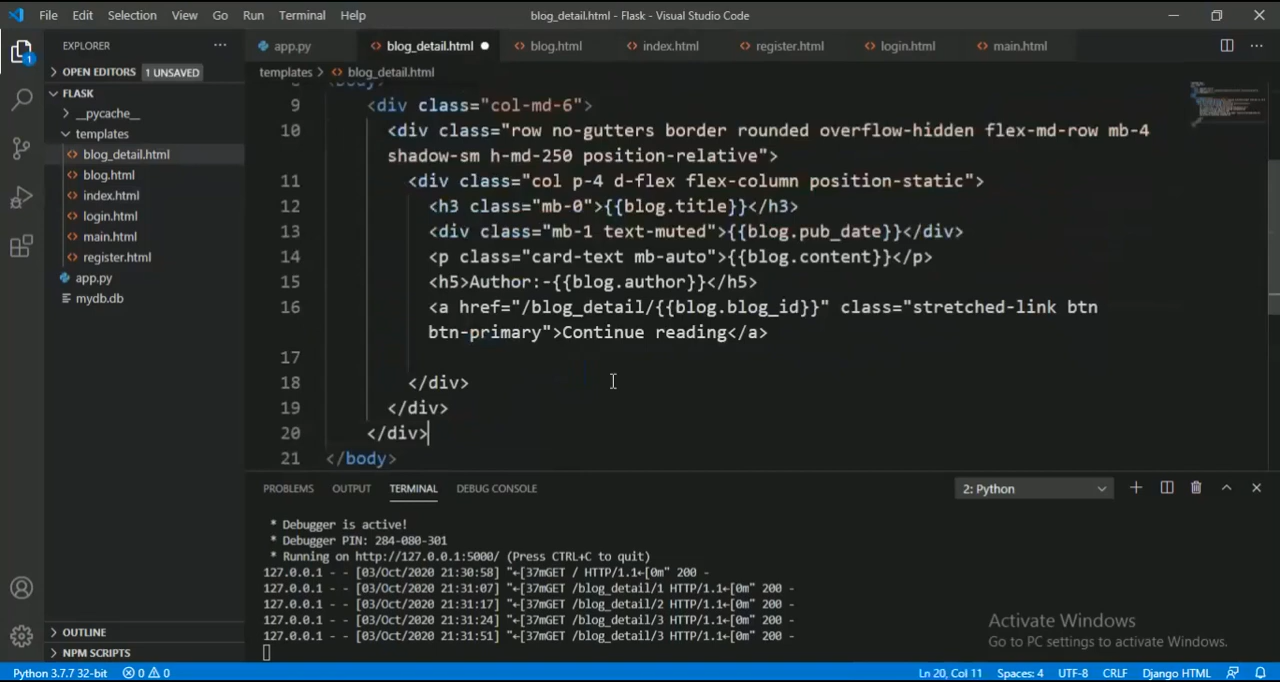 File Edit Selection View Go Run Terminal Help blog_detail.html - Flask - Visual Studio Code
EXPLORER
OPEN EDITORS 1 UNSAVED
FLASK
__pycache__
templates
blog_detail.html
blog.html
index.html
login.html
main.html
register.html
app.py
mydb.db
OUTLINE
NPM SCRIPTS
app.py blog_detail.html blog.html index.html register.html login.html main.html
templates > blog_detail.html
9 <div class="col-md-6">
10 <div class="row no-gutters border rounded overflow-hidden flex-md-row mb-4
shadow-sm h-md-250 position-relative">
11 <div class="col p-4 d-flex flex-column position-static">
12 <h3 class="mb-0">{{blog.title}}</h3>
13 <div class="mb-1 text-muted">{{blog.pub_date}}</div>
14 <p class="card-text mb-auto">{{blog.content}}</p>
15 <h5>Author:-{{blog.author}}</h5>
16 <a href="/blog_detail/{{blog.blog_id}}" class="stretched-link btn
btn-primary">Continue reading</a>
17
18 </div>
19 </div>
20 </div>
21 </body>
PROBLEMS OUTPUT TERMINAL DEBUG CONSOLE 2: Python
* Debugger is active!
* Debugger PIN: 284-080-301
* Running on http://127.0.0.1:5000/ (Press CTRL+C to quit)
127.0.0.1 - - [03/Oct/2020 21:30:58] "←[37mGET / HTTP/1.1←[0m" 200 -
127.0.0.1 - - [03/Oct/2020 21:31:07] "←[37mGET /blog_detail/1 HTTP/1.1←[0m" 200 -
127.0.0.1 - - [03/Oct/2020 21:31:17] "←[37mGET /blog_detail/2 HTTP/1.1←[0m" 200 -
127.0.0.1 - - [03/Oct/2020 21:31:24] "←[37mGET /blog_detail/3 HTTP/1.1←[0m" 200 -
127.0.0.1 - - [03/Oct/2020 21:31:51] "←[37mGET /blog_detail/3 HTTP/1.1←[0m" 200 -
Activate Windows
Go to PC settings to activate Windows.
Python 3.7.7 32-bit 0 0 Ln 20, Col 11 Spaces: 4 UTF-8 CRLF Django HTML